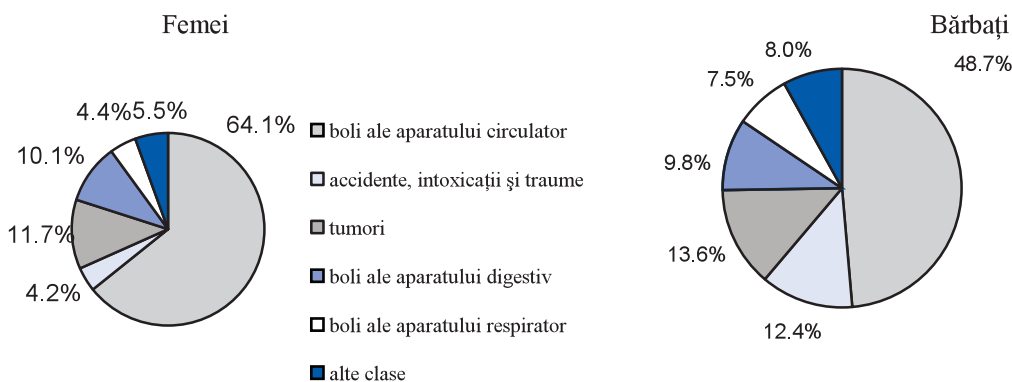 Femei
4.4% 5.5%
64.1%
10.1%
11.7%
4.2%
boli ale aparatului circulator
accidente, intoxicații şi traume
tumori
boli ale aparatului digestiv
boli ale aparatului respirator
alte clase
Bărbați
8.0%
48.7%
7.5%
9.8%
13.6%
12.4%